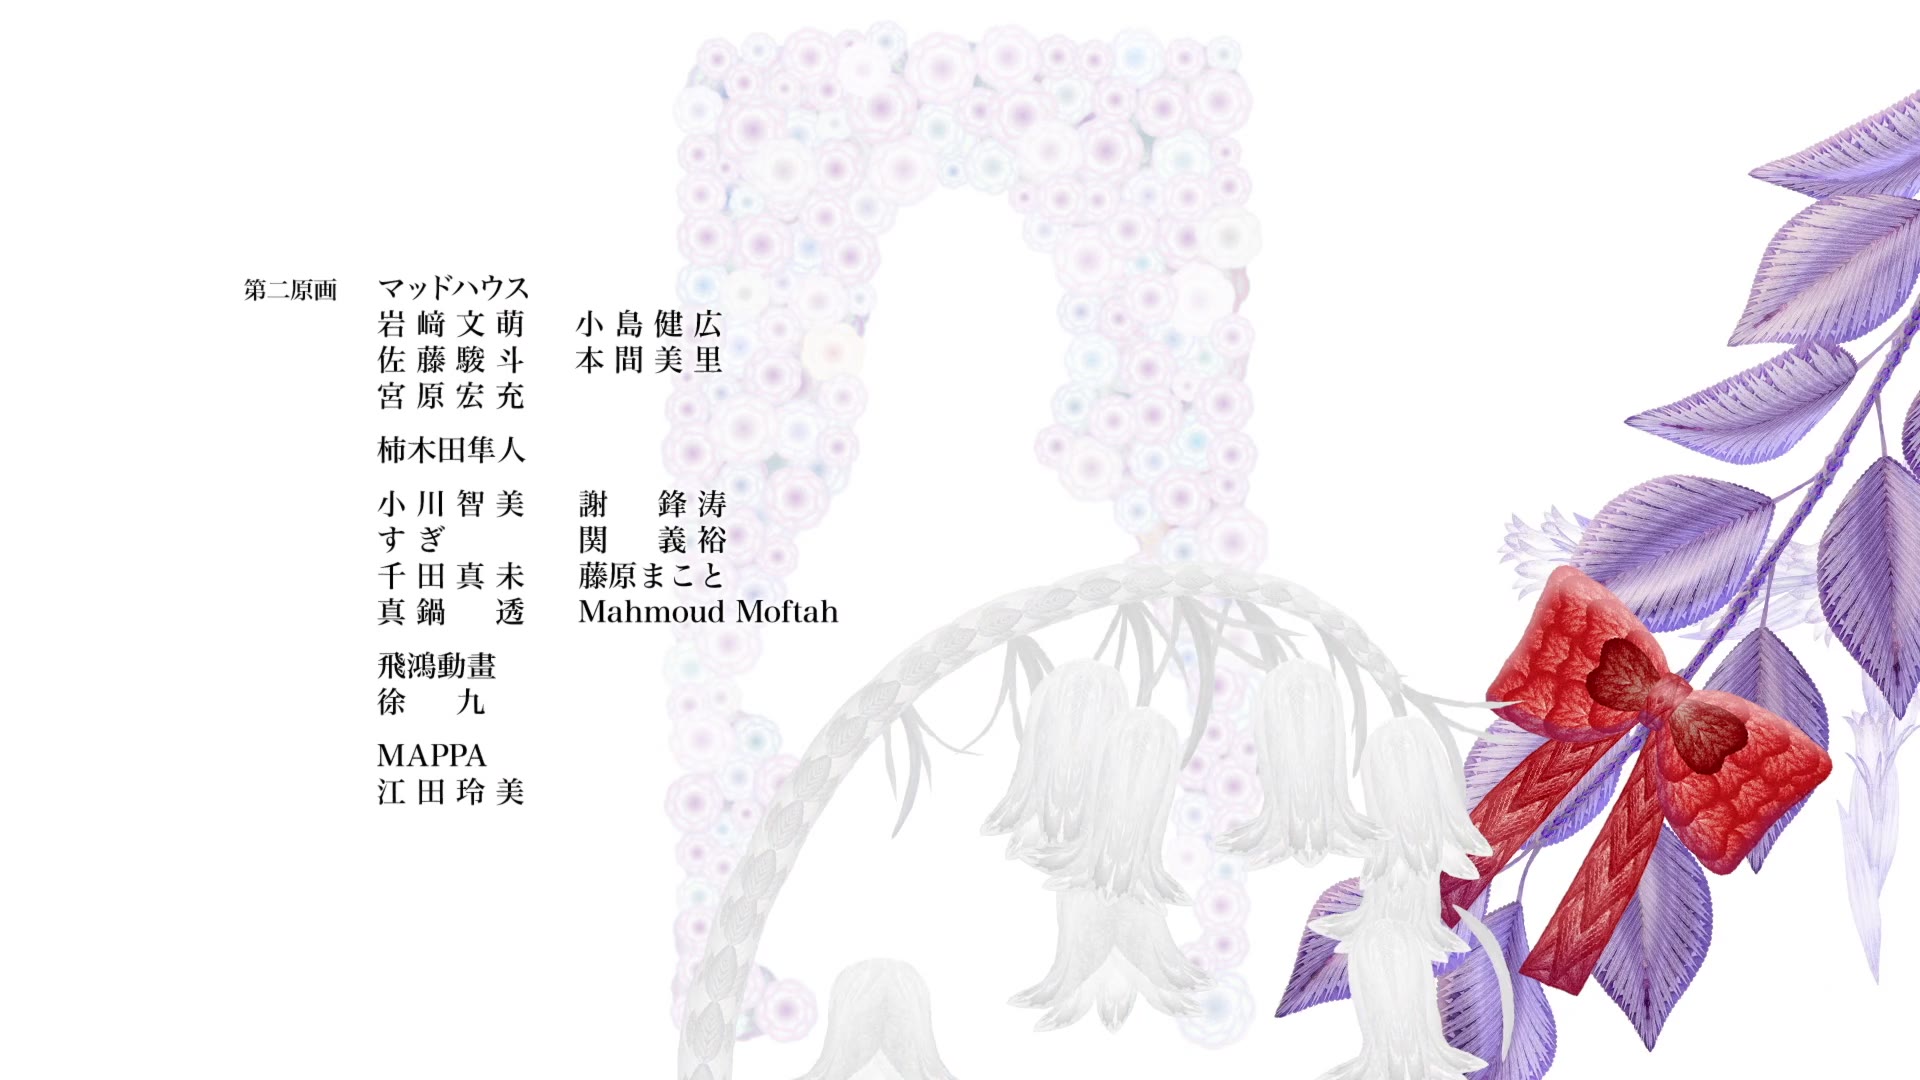 第二原画 マッドハウス
岩﨑文萌 小島健広
佐藤駿斗 本間美里
宮原宏充
柿木田隼人
小川智美 謝鋒涛
すぎ 関義裕
千田真未 藤原まこと
真鍋透 Mahmoud Moftah
飛鴻動畫
徐九
MAPPA
江田玲美